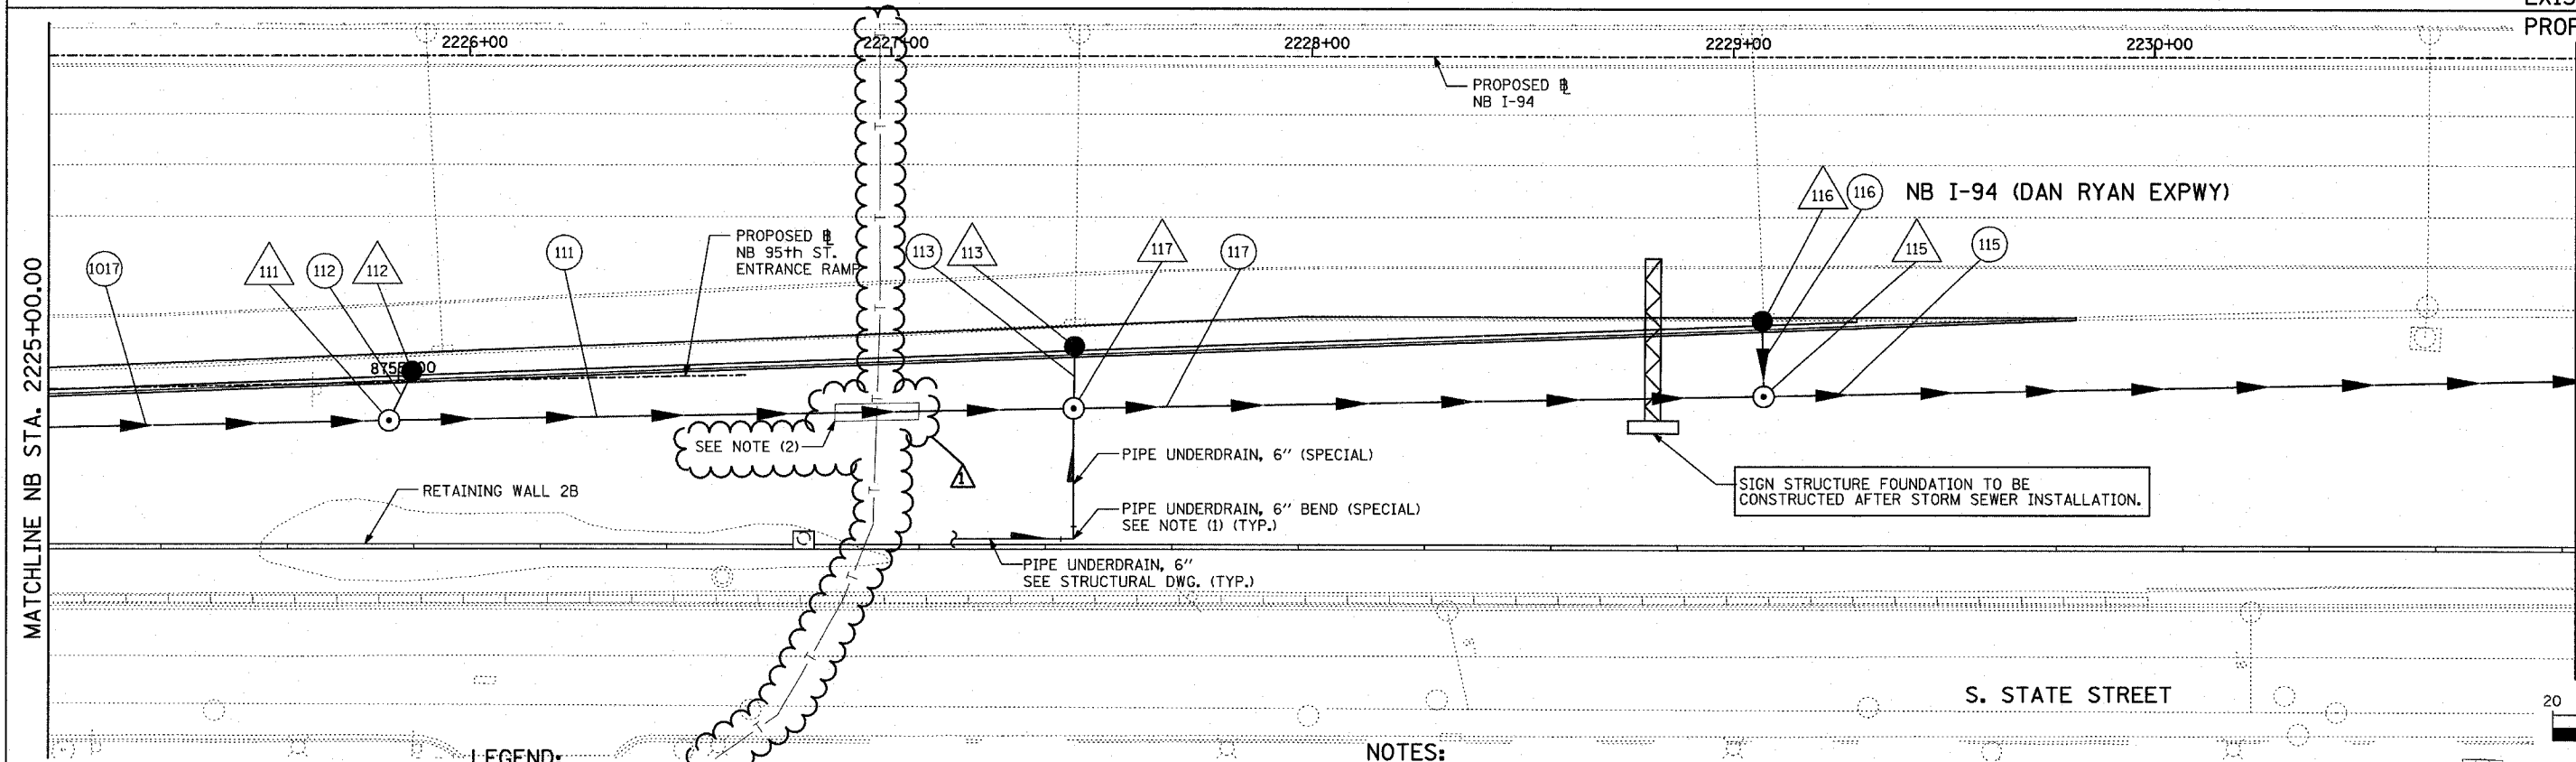 2226+00
2227+00
2228+00
2229+00
2230+00
PROPOSED ℄
NB I-94
116
116
NB I-94 (DAN RYAN EXPWY)
PROPOSED ℄
NB 95th ST.
ENTRANCE RAMP
1017
111
112
112
111
113
113
117
117
115
115
MATCHLINE NB STA. 2225+00.00
SEE NOTE (2)
1
PIPE UNDERDRAIN, 6" (SPECIAL)
RETAINING WALL 2B
PIPE UNDERDRAIN, 6" BEND (SPECIAL)
SEE NOTE (1) (TYP.)
SIGN STRUCTURE FOUNDATION TO BE
CONSTRUCTED AFTER STORM SEWER INSTALLATION.
PIPE UNDERDRAIN, 6"
SEE STRUCTURAL DWG. (TYP.)
S. STATE STREET
20
LEGEND:
NOTES: